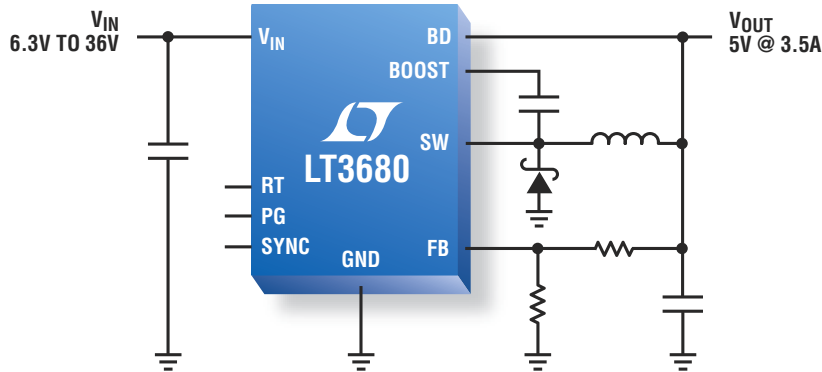 VIN
6.3V TO 36V
VIN
BD
VOUT
5V @ 3.5A
BOOST
SW
LT3680
RT
PG
SYNC
GND
FB